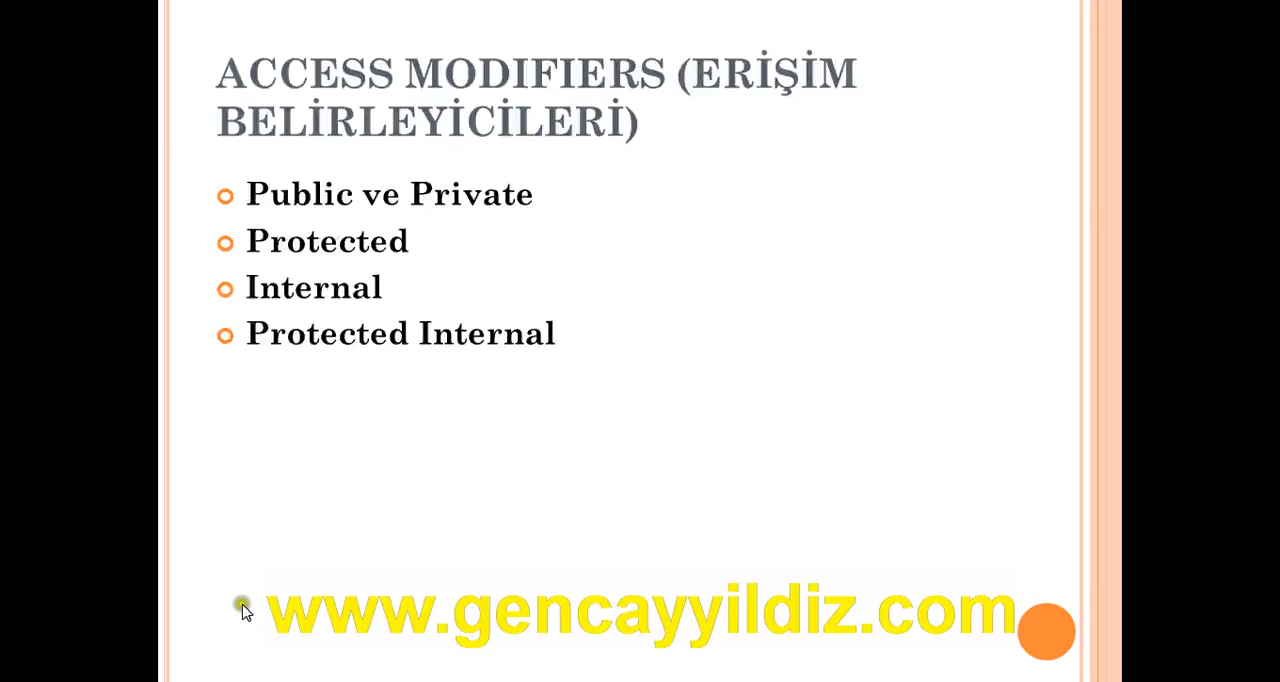 ACCESS MODIFIERS (ERİŞİM
BELİRLEYİCİLERİ)
Public ve Private
Protected
Internal
Protected Internal
www.gencayyildiz.com